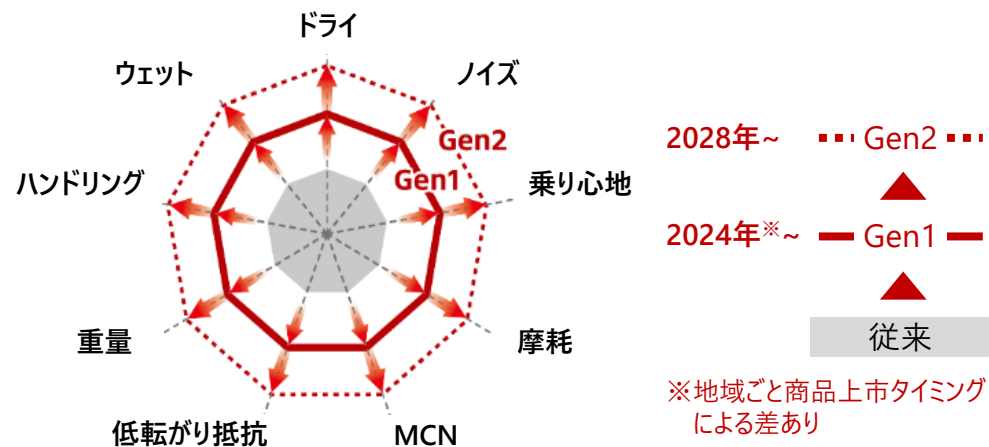 ドライ
ウェット
ノイズ
Gen2
Gen1
ハンドリング
乗り心地
重量
摩耗
低転がり抵抗
MCN
2028年~ Gen2
2024年※~ Gen1
従来
※地域ごと商品上市タイミング
による差あり